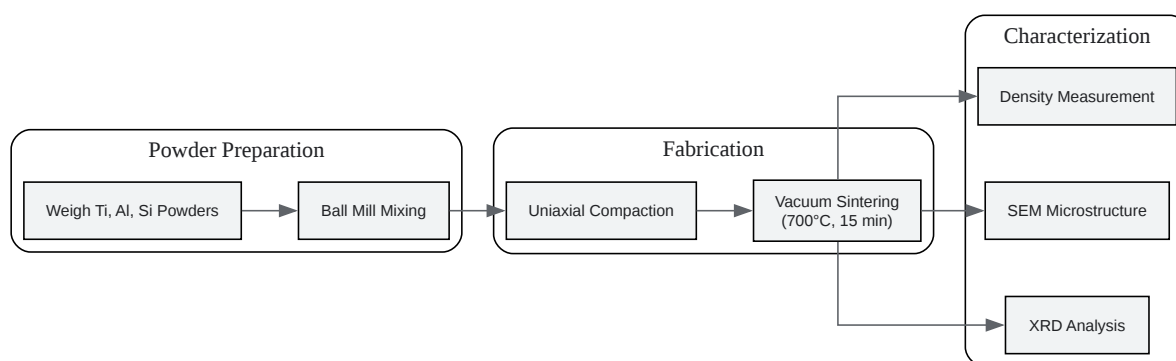 Powder Preparation
Weigh Ti, Al, Si Powders
Ball Mill Mixing
Fabrication
Uniaxial Compaction
Vacuum Sintering
(700°C, 15 min)
Characterization
Density Measurement
SEM Microstructure
XRD Analysis